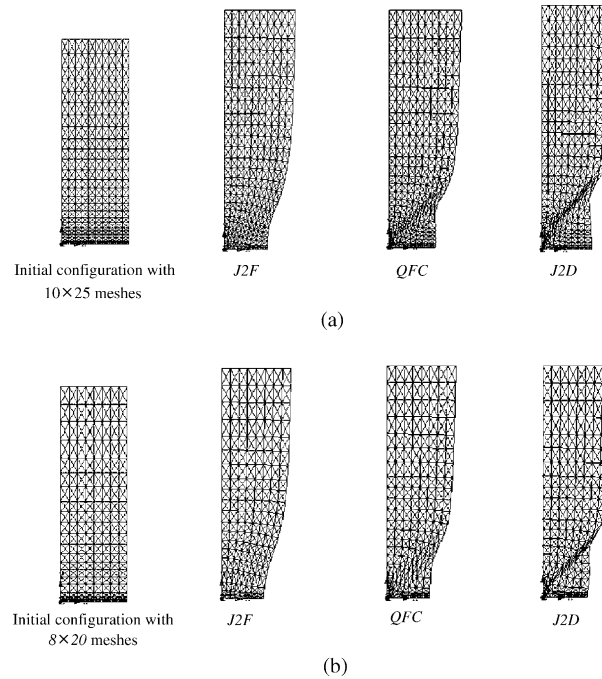 Initial configuration with
10×25 meshes
J2F
QFC
J2D
(a)
Initial configuration with
8×20 meshes
J2F
QFC
J2D
(b)